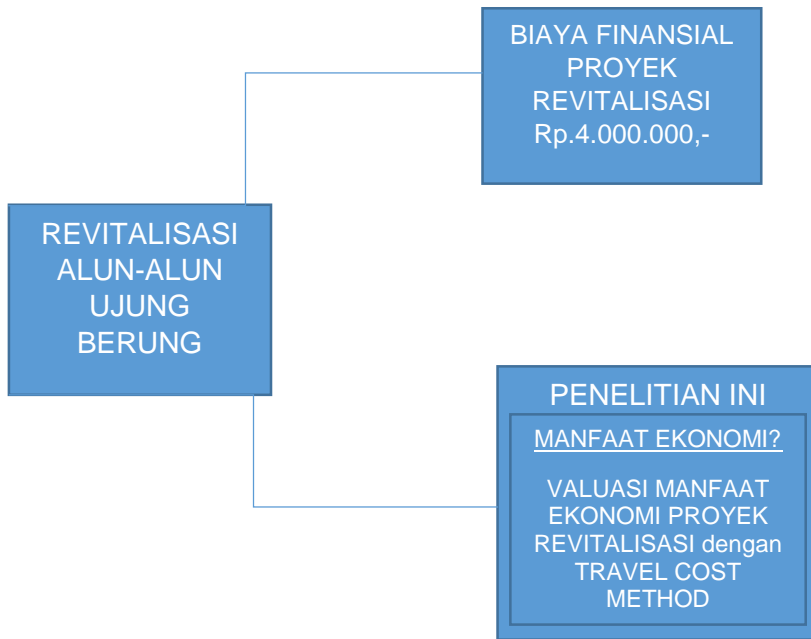 BIAYA FINANSIAL
PROYEK
REVITALISASI
Rp.4.000.000,-
REVITALISASI
ALUN-ALUN
UJUNG
BERUNG
PENELITIAN INI
MANFAAT EKONOMI?
VALUASI MANFAAT
EKONOMI PROYEK
REVITALISASI dengan
TRAVEL COST
METHOD